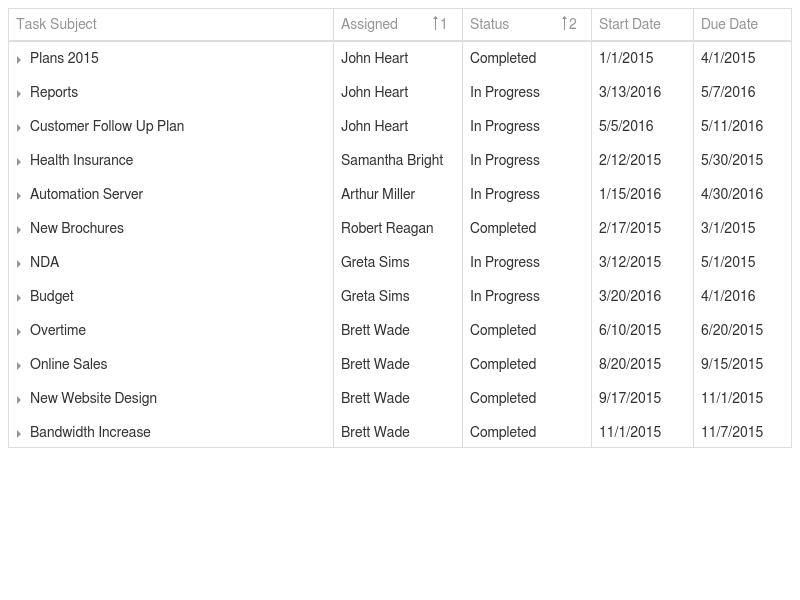 Task Subject Assigned 1 Status 2 Start Date Due Date
Plans 2015 John Heart Completed 1/1/2015 4/1/2015
Reports John Heart In Progress 3/13/2016 5/7/2016
Customer Follow Up Plan John Heart In Progress 5/5/2016 5/11/2016
Health Insurance Samantha Bright In Progress 2/12/2015 5/30/2015
Automation Server Arthur Miller In Progress 1/15/2016 4/30/2016
New Brochures Robert Reagan Completed 2/17/2015 3/1/2015
NDA Greta Sims In Progress 3/12/2015 5/1/2015
Budget Greta Sims In Progress 3/20/2016 4/1/2016
Overtime Brett Wade Completed 6/10/2015 6/20/2015
Online Sales Brett Wade Completed 8/20/2015 9/15/2015
New Website Design Brett Wade Completed 9/17/2015 11/1/2015
Bandwidth Increase Brett Wade Completed 11/1/2015 11/7/2015